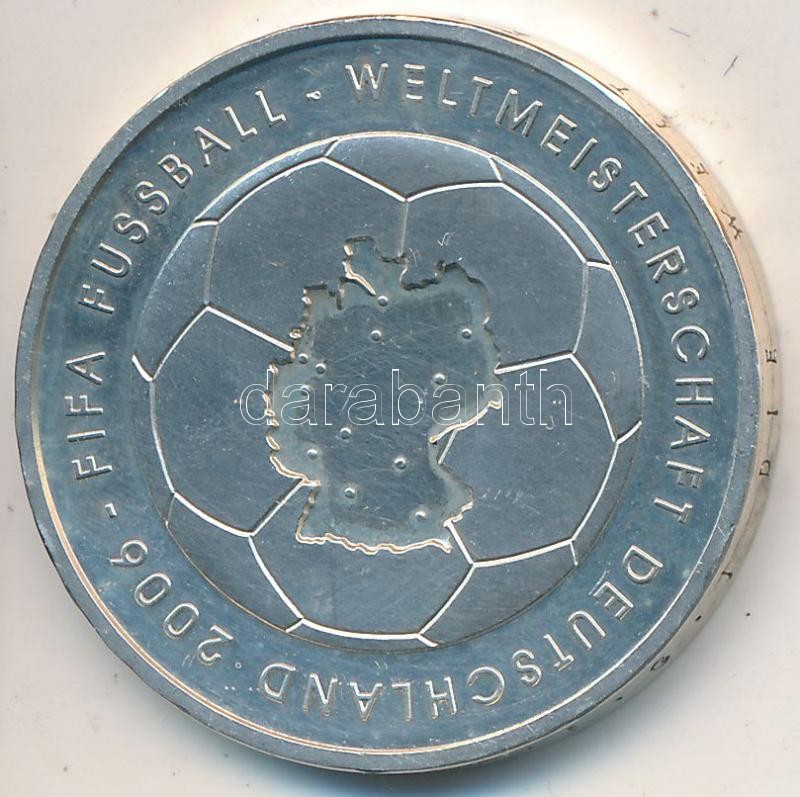 FIFA FUSSBALL - WELTMEISTERSCHAFT DEUTSCHLAND 2006 -
darabanth